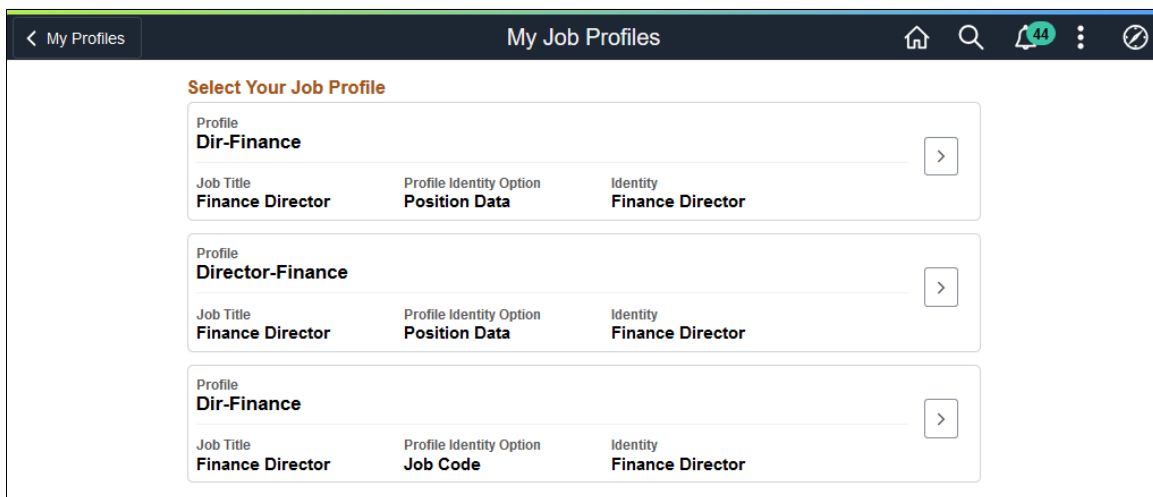 My Profiles
My Job Profiles
44
Select Your Job Profile
Profile
Dir-Finance
Job Title Profile Identity Option Identity
Finance Director Position Data Finance Director
Profile
Director-Finance
Job Title Profile Identity Option Identity
Finance Director Position Data Finance Director
Profile
Dir-Finance
Job Title Profile Identity Option Identity
Finance Director Job Code Finance Director